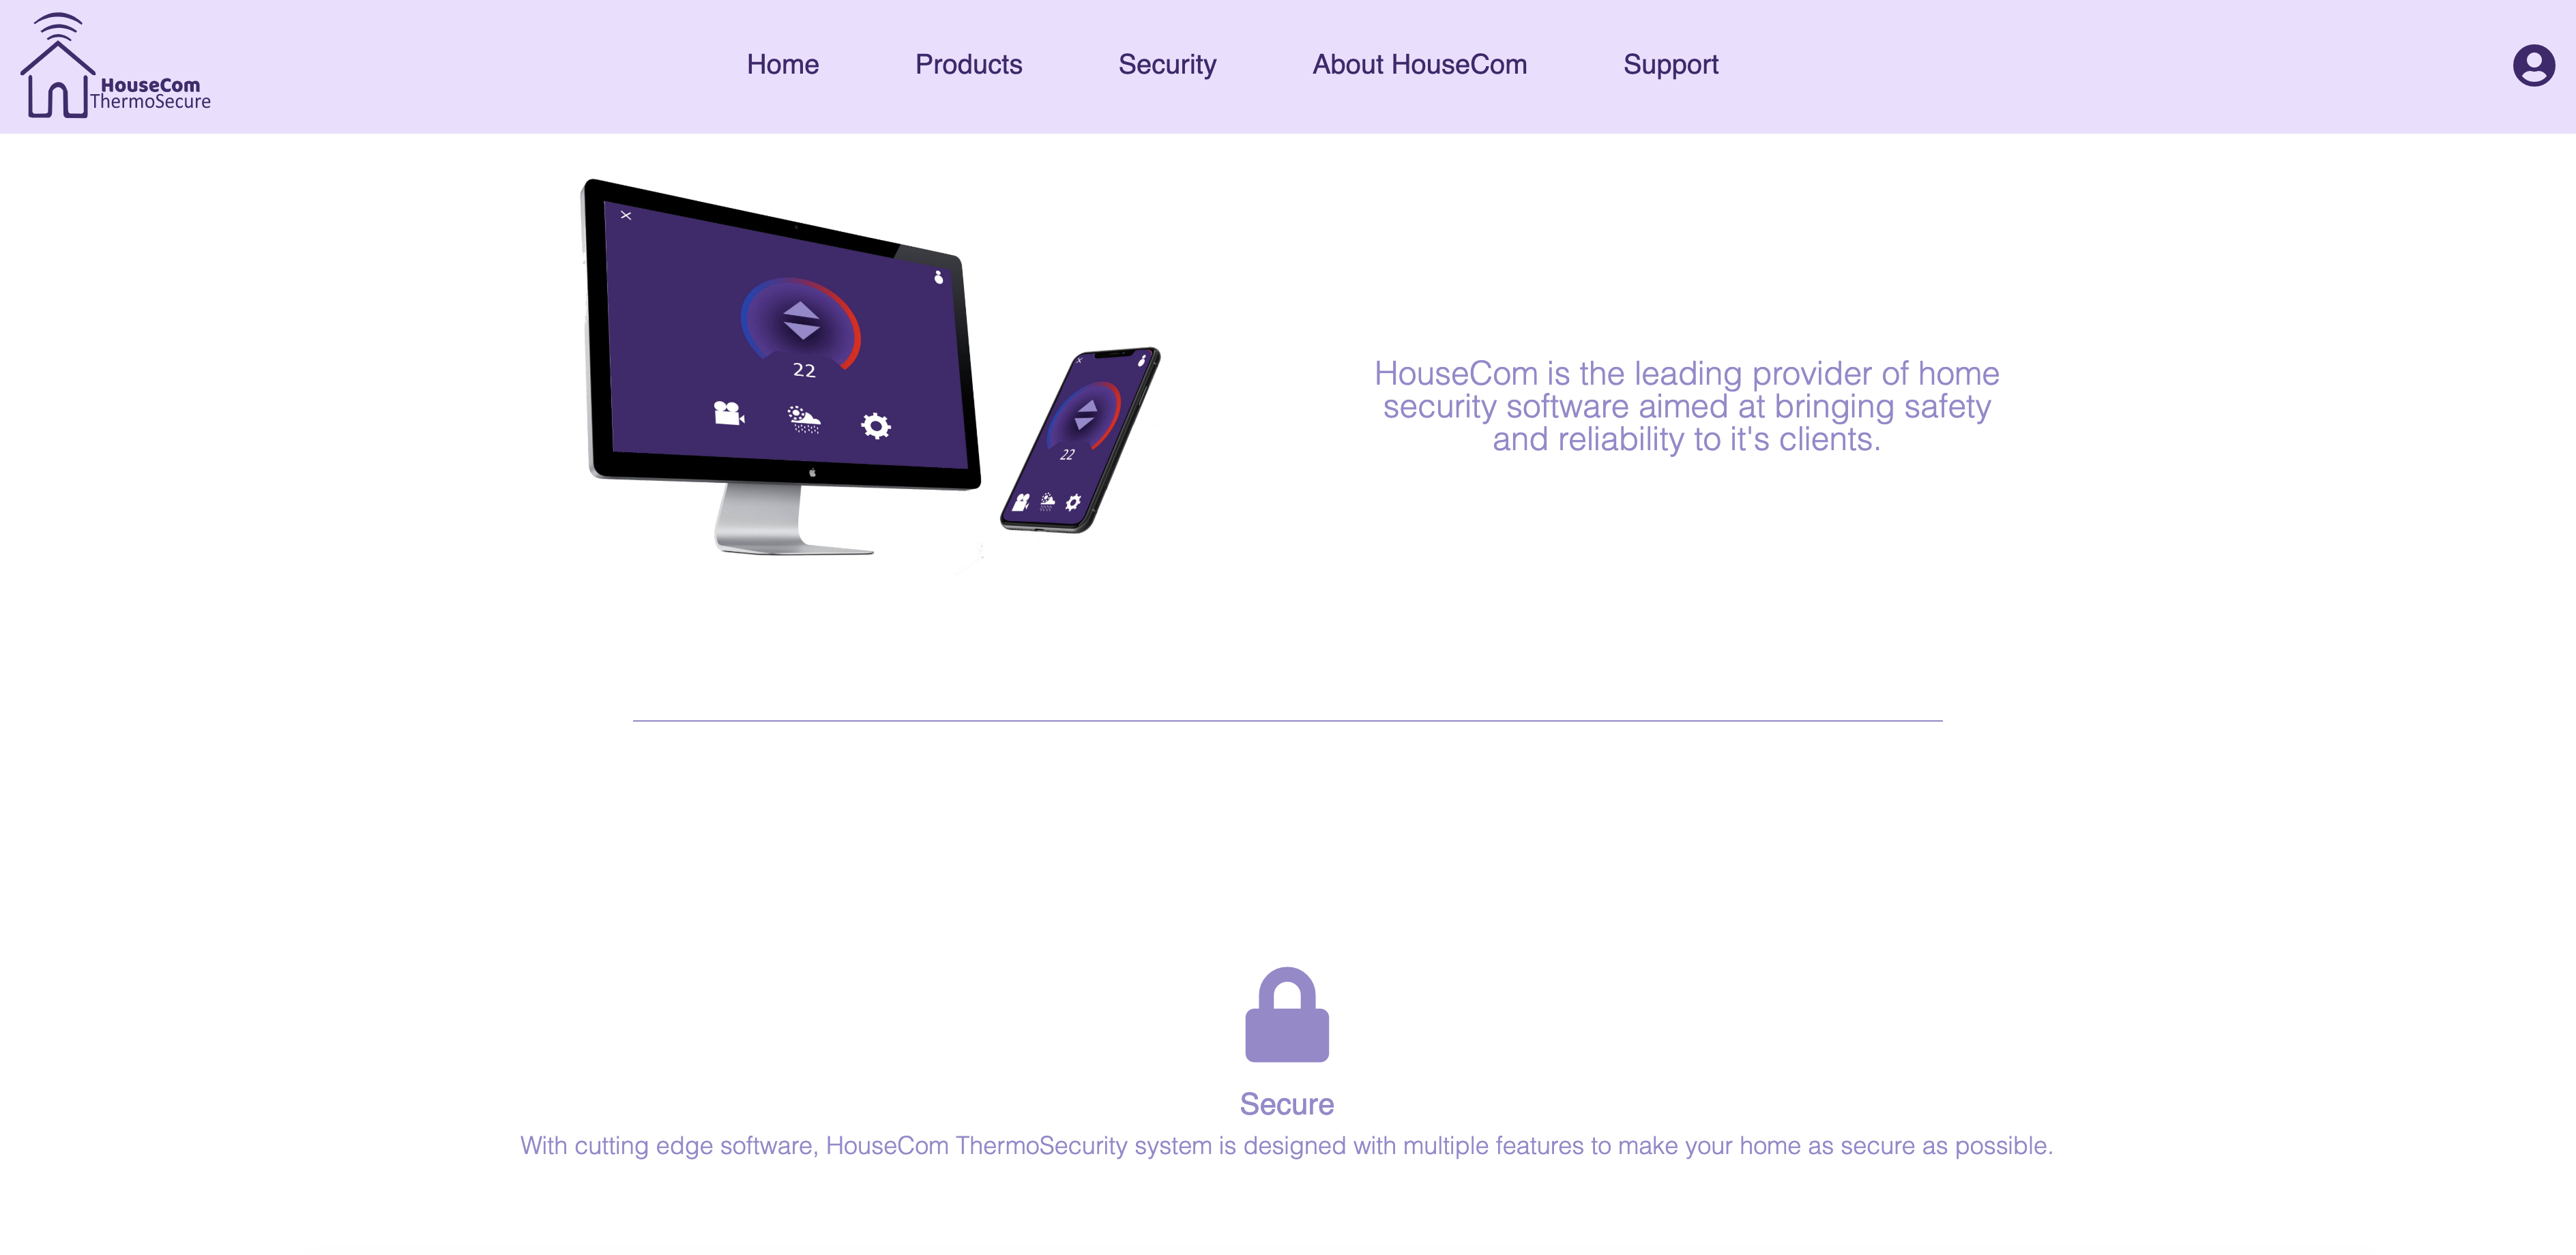 HouseCom
ThermoSecure
Home Products Security About HouseCom Support
22
22
HouseCom is the leading provider of home
security software aimed at bringing safety
and reliability to it's clients.
Secure
With cutting edge software, HouseCom ThermoSecurity system is designed with multiple features to make your home as secure as possible.